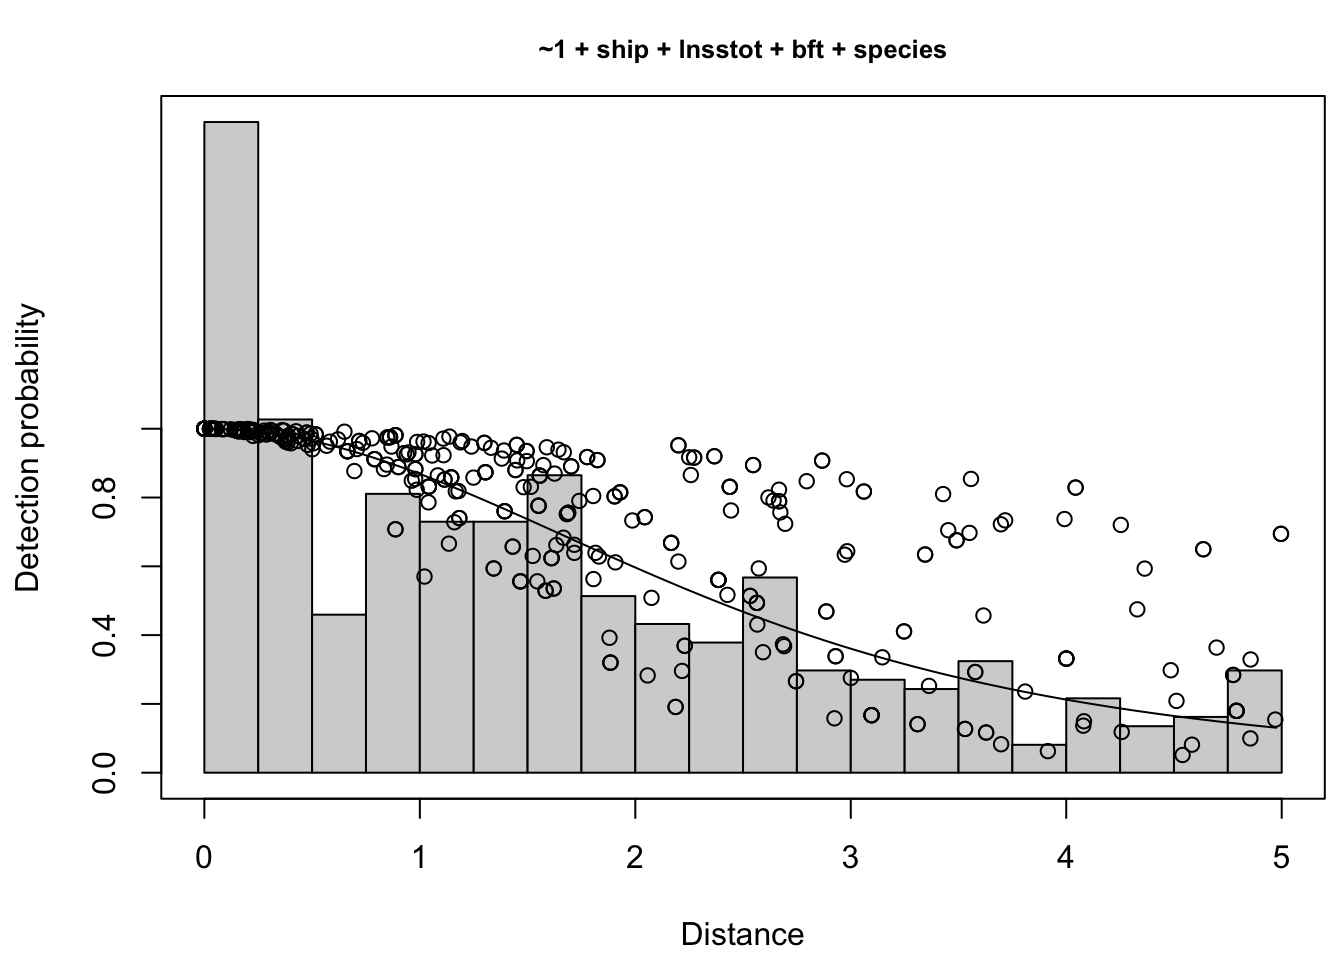 ~1 + ship + lnsstot + bft + species
Detection probability
0.8
0.4
0.0
0 1 2 3 4 5
Distance